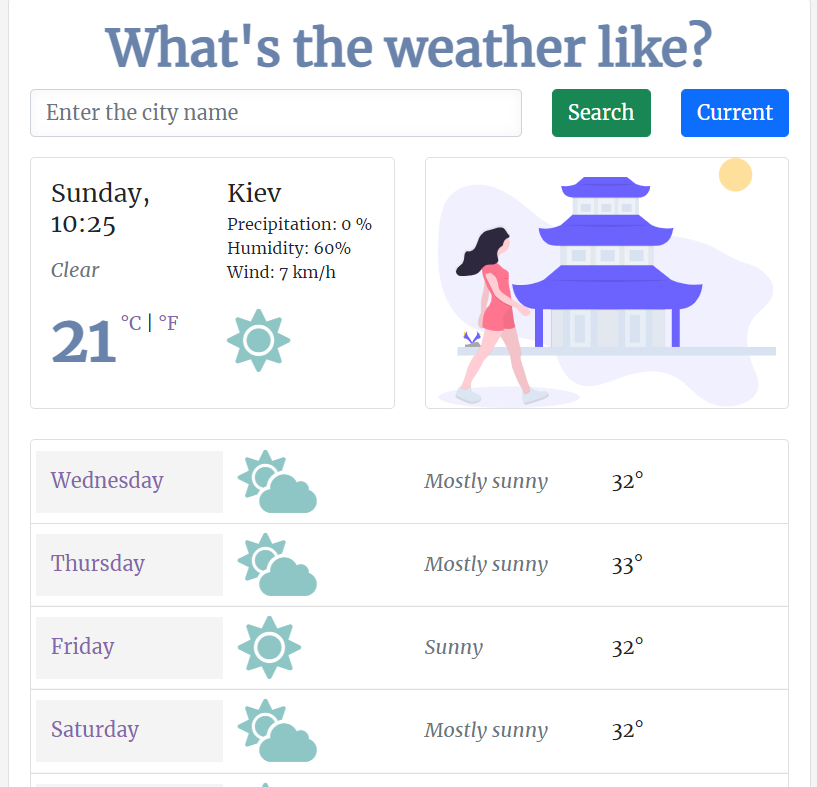 What's the weather like?
Enter the city name
Search
Current
Sunday,
10:25
Clear
21 °C | °F
Kiev
Precipitation: 0 %
Humidity: 60%
Wind: 7 km/h
Wednesday Mostly sunny 32°
Thursday Mostly sunny 33°
Friday Sunny 32°
Saturday Mostly sunny 32°